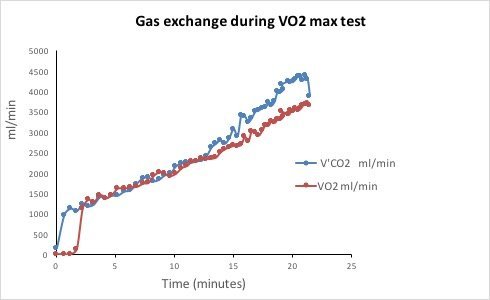 Gas exchange during VO2 max test
ml/min
5000
4500
4000
3500
3000
2500
2000
1500
1000
500
0
0 5 10 15 20 25
Time (minutes)
V'CO2 ml/min
VO2 ml/min